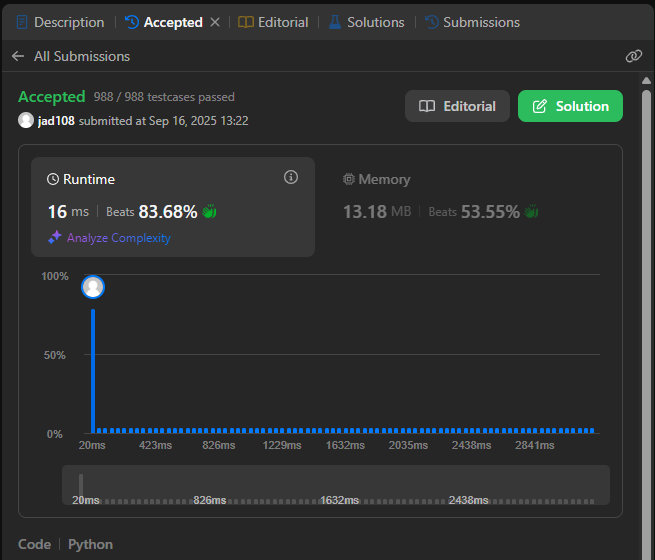 Description | Accepted | Editorial | Solutions | Submissions
All Submissions
Accepted 988 / 988 testcases passed
jad108 submitted at Sep 16, 2025 13:22
Editorial
Solution
Runtime
16 ms | Beats 83.68%
Analyze Complexity
Memory
13.18 MB | Beats 53.55%
100%
50%
0%
20ms 423ms 826ms 1229ms 1632ms 2035ms 2438ms 2841ms
20ms 826ms 1632ms 2438ms
Code | Python